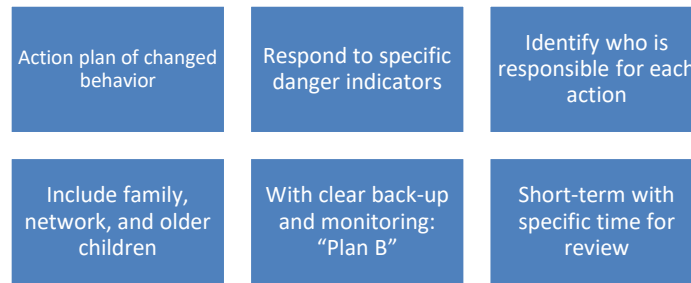 Action plan of changed
behavior
Respond to specific
danger indicators
Identify who is
responsible for each
action
Include family,
network, and older
children
With clear back-up
and monitoring:
“Plan B”
Short-term with
specific time for
review